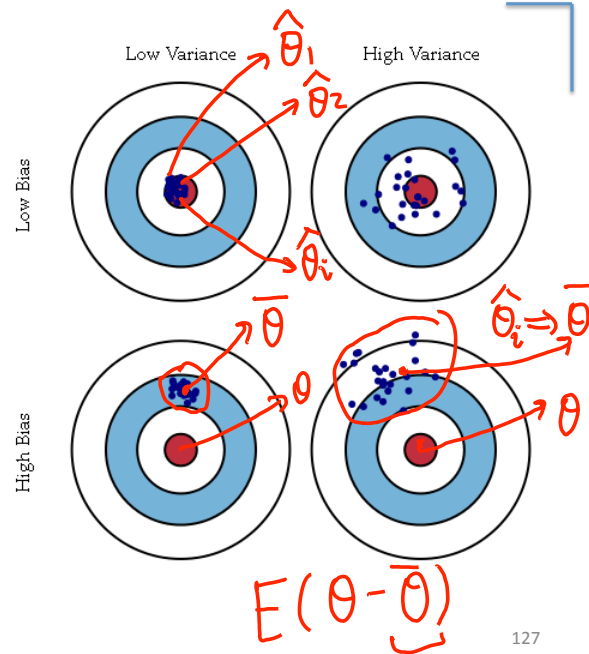 Low Variance
High Variance
θ̂1
θ̂2
Low Bias
θ̂i
θ̄
θ̂i ⇒ θ̄
θ
θ
High Bias
E(θ - θ̄)
127